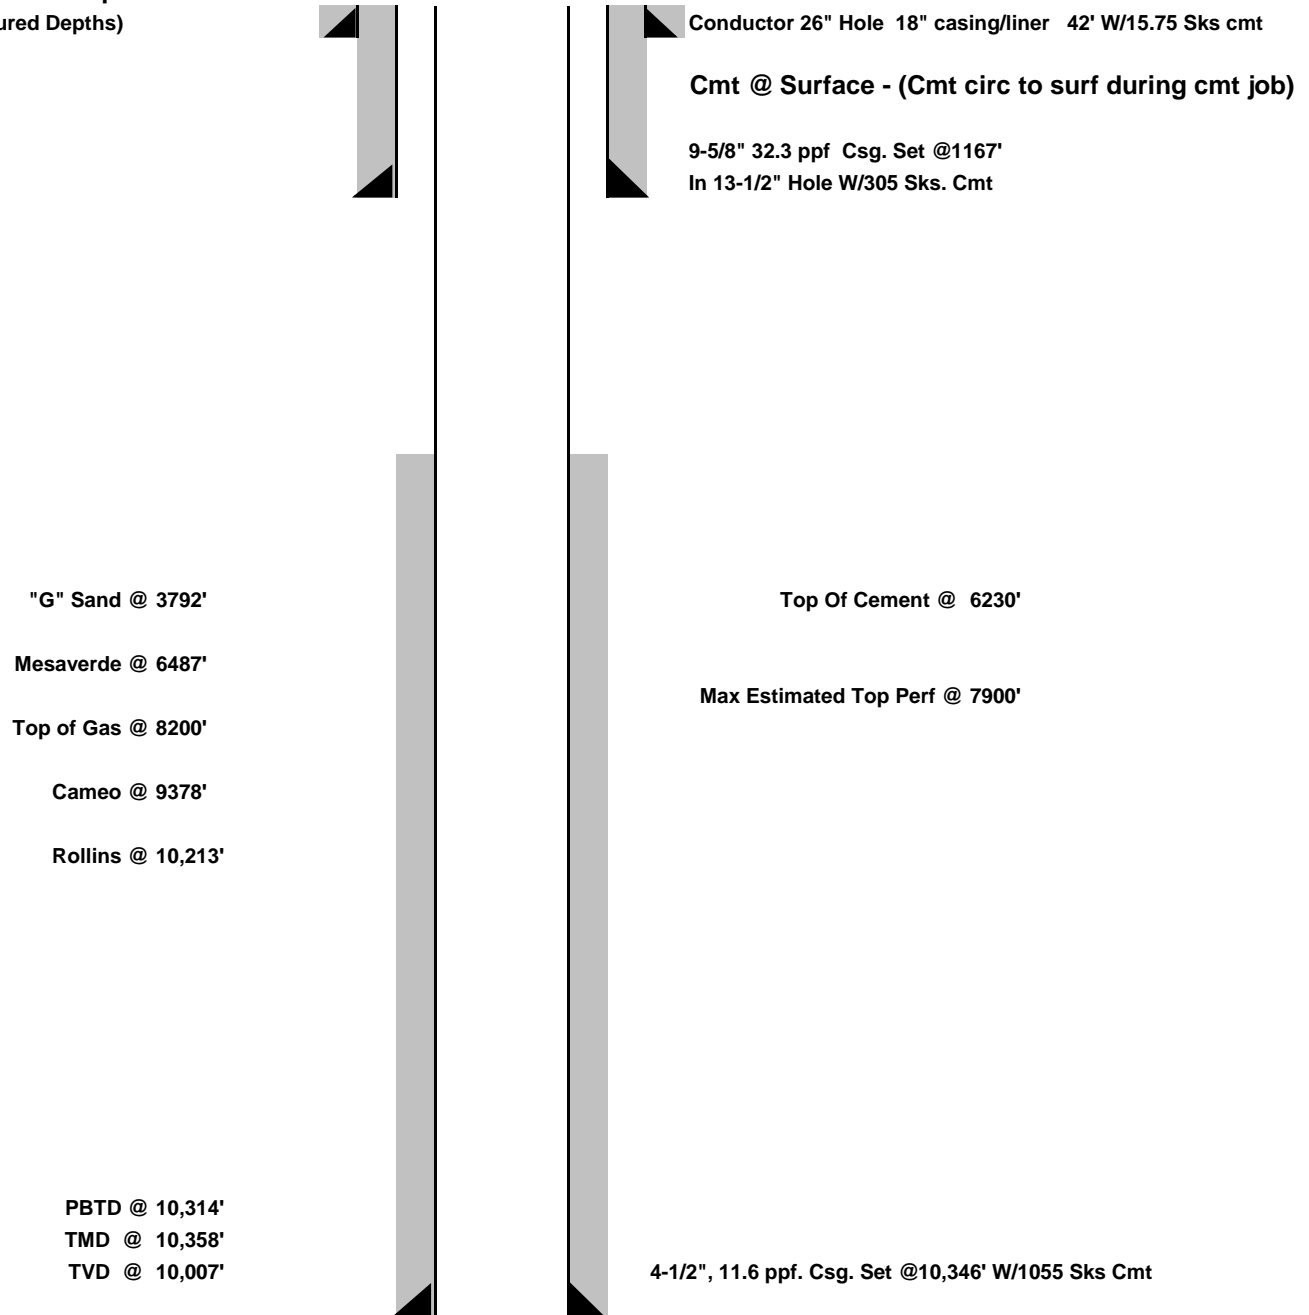 ured Depths)
Conductor 26" Hole 18" casing/liner 42' W/15.75 Sks cmt
Cmt @ Surface - (Cmt circ to surf during cmt job)
9-5/8" 32.3 ppf Csg. Set @1167'
In 13-1/2" Hole W/305 Sks. Cmt
"G" Sand @ 3792'
Top Of Cement @ 6230'
Mesaverde @ 6487'
Max Estimated Top Perf @ 7900'
Top of Gas @ 8200'
Cameo @ 9378'
Rollins @ 10,213'
PBTD @ 10,314'
TMD @ 10,358'
TVD @ 10,007'
4-1/2", 11.6 ppf. Csg. Set @10,346' W/1055 Sks Cmt